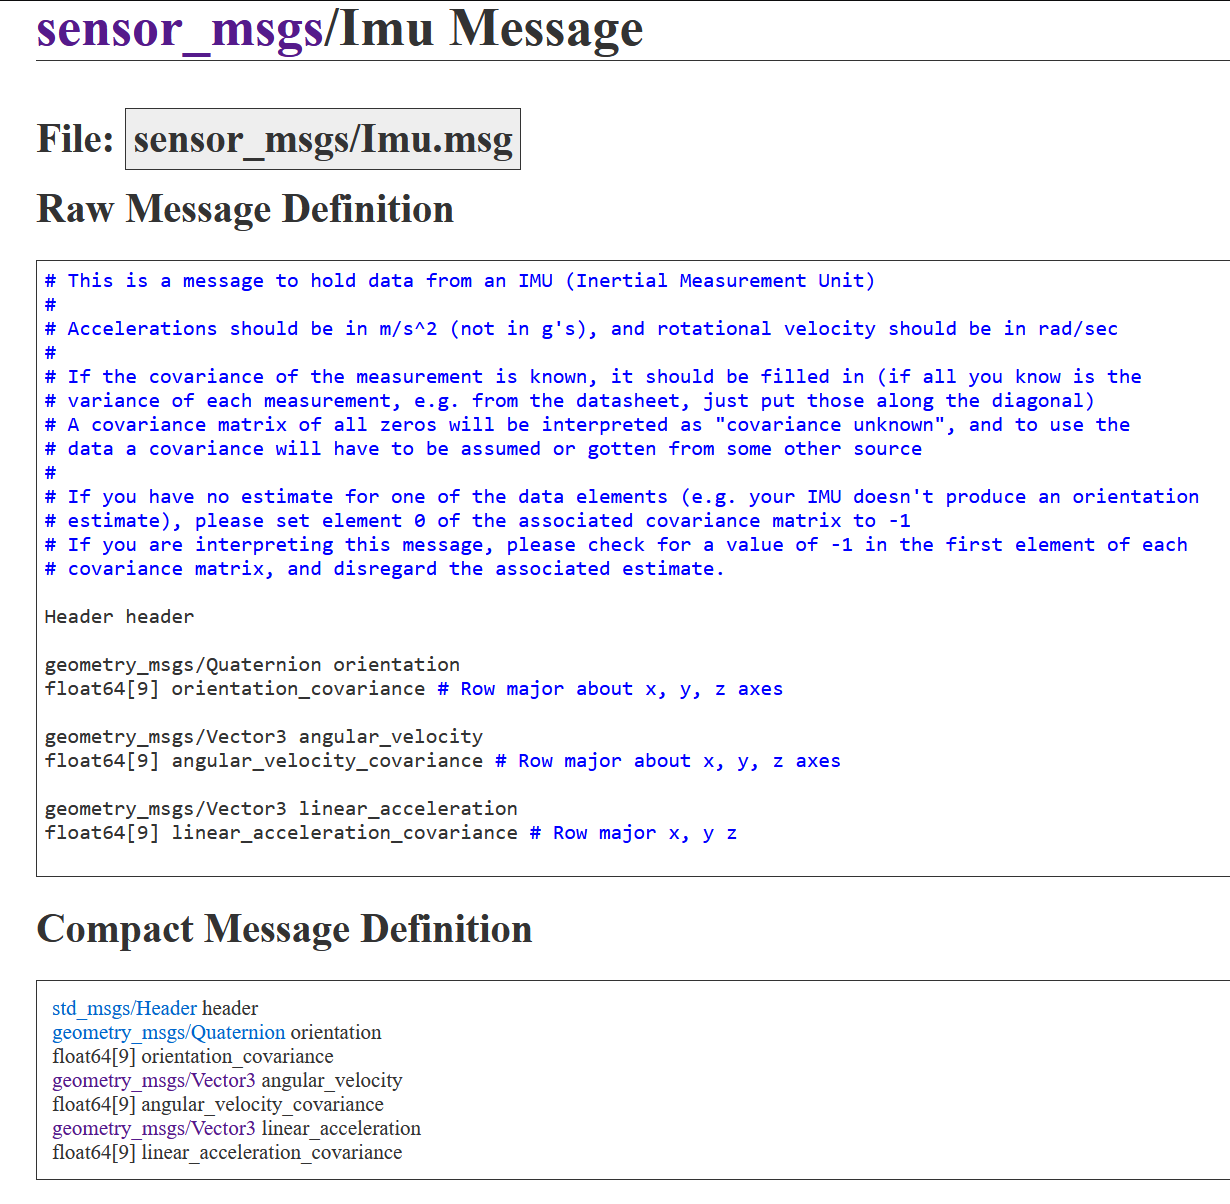 sensor_msgs/Imu Message
File: sensor_msgs/Imu.msg
Raw Message Definition
# This is a message to hold data from an IMU (Inertial Measurement Unit)
#
# Accelerations should be in m/s^2 (not in g's), and rotational velocity should be in rad/sec
#
# If the covariance of the measurement is known, it should be filled in (if all you know is the
# variance of each measurement, e.g. from the datasheet, just put those along the diagonal)
# A covariance matrix of all zeros will be interpreted as "covariance unknown", and to use the
# data a covariance will have to be assumed or gotten from some other source
#
# If you have no estimate for one of the data elements (e.g. your IMU doesn't produce an orientation
# estimate), please set element 0 of the associated covariance matrix to -1
# If you are interpreting this message, please check for a value of -1 in the first element of each
# covariance matrix, and disregard the associated estimate.
Header header
geometry_msgs/Quaternion orientation
float64[9] orientation_covariance # Row major about x, y, z axes
geometry_msgs/Vector3 angular_velocity
float64[9] angular_velocity_covariance # Row major about x, y, z axes
geometry_msgs/Vector3 linear_acceleration
float64[9] linear_acceleration_covariance # Row major x, y z
Compact Message Definition
std_msgs/Header header
geometry_msgs/Quaternion orientation
float64[9] orientation_covariance
geometry_msgs/Vector3 angular_velocity
float64[9] angular_velocity_covariance
geometry_msgs/Vector3 linear_acceleration
float64[9] linear_acceleration_covariance